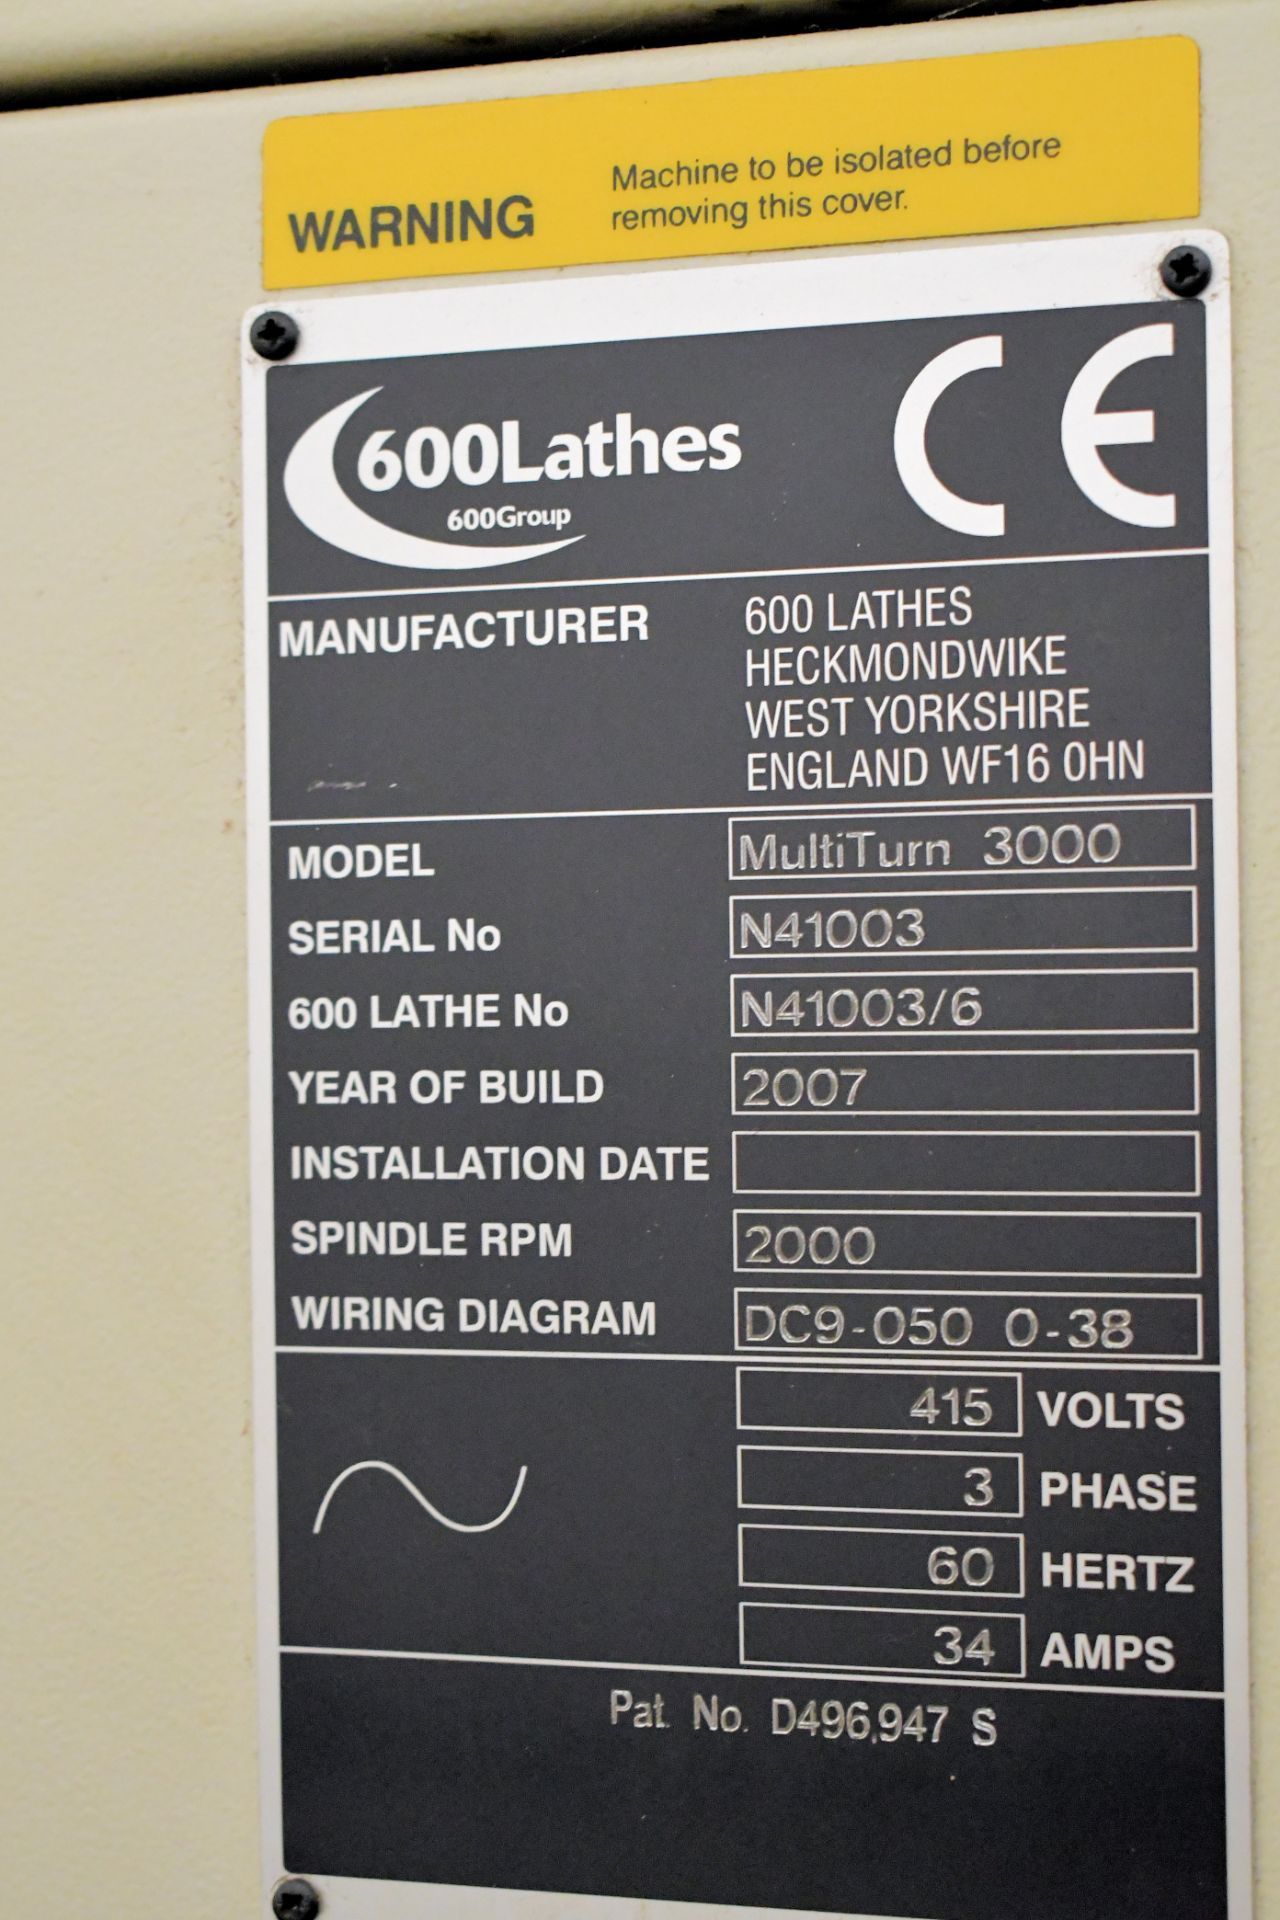 WARNING
Machine to be isolated before
removing this cover.
600Lathes
600Group
CE
MANUFACTURER
600 LATHES
HECKMONDWIKE
WEST YORKSHIRE
ENGLAND WF16 0HN
MODEL MultiTurn 3000
SERIAL No N41003
600 LATHE No N41003/6
YEAR OF BUILD 2007
INSTALLATION DATE
SPINDLE RPM 2000
WIRING DIAGRAM DC9-050 0-38
415 VOLTS
3 PHASE
60 HERTZ
34 AMPS
Pat. No. D496,947 S